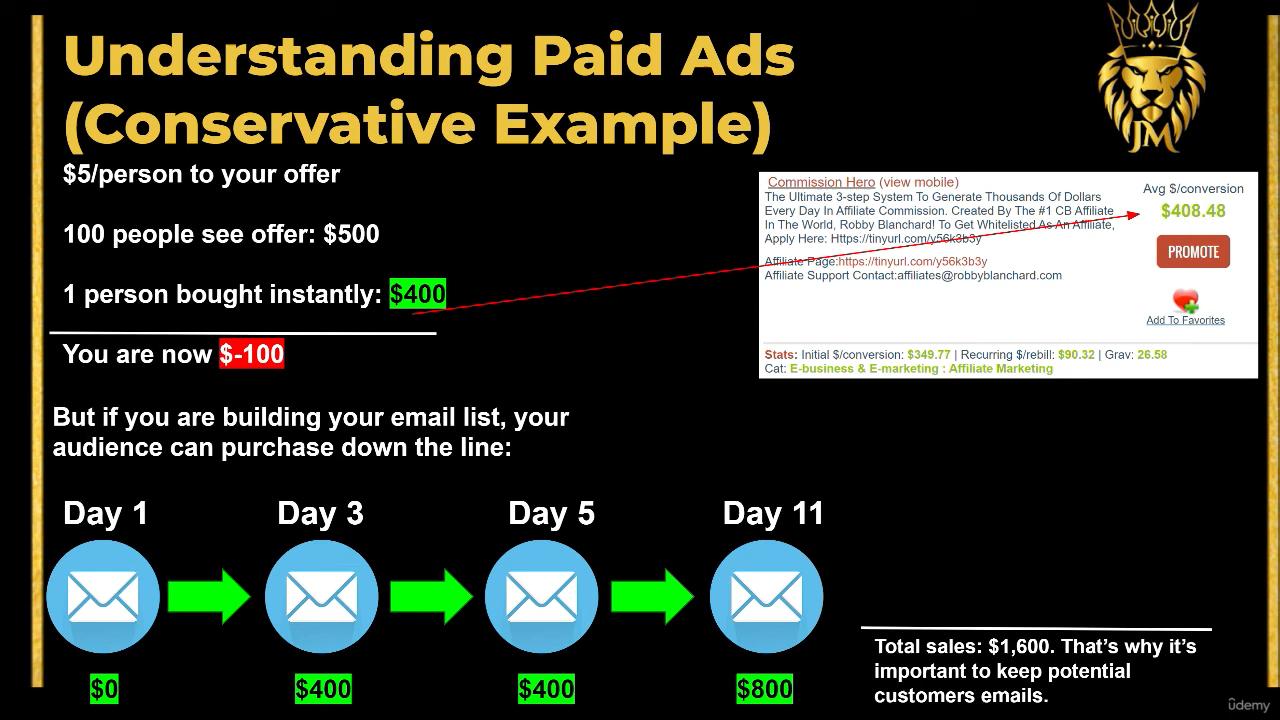 Understanding Paid Ads
(Conservative Example)
JM
$5/person to your offer
100 people see offer: $500
1 person bought instantly: $400
You are now $-100
Commission Hero (view mobile)
The Ultimate 3-step System To Generate Thousands Of Dollars
Every Day In Affiliate Commission. Created By The #1 CB Affiliate
In The World, Robby Blanchard! To Get Whitelisted As An Affiliate,
Apply Here: Https://tinyurl.com/y56k3b3y
Affiliate Page:https://tinyurl.com/y56k3b3y
Affiliate Support Contact:affiliates@robbyblanchard.com
Avg $/conversion
$408.48
PROMOTE
Add To Favorites
Stats: Initial $/conversion: $349.77 | Recurring $/rebill: $90.32 | Grav: 26.58
Cat: E-business & E-marketing : Affiliate Marketing
But if you are building your email list, your
audience can purchase down the line:
Day 1 Day 3 Day 5 Day 11
$0 $400 $400 $800
Total sales: $1,600. That's why it's
important to keep potential
customers emails.
ûdemy